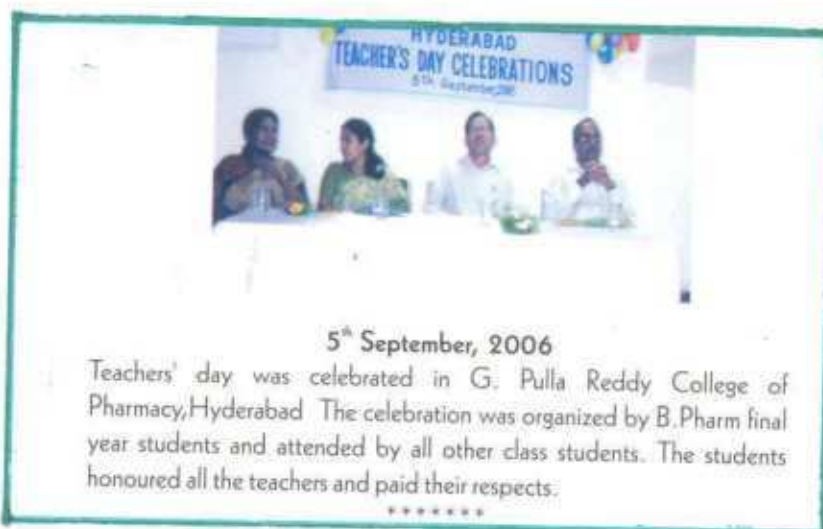 HYDERABAD
TEACHER'S DAY CELEBRATIONS
5th September,
5th September, 2006
Teachers' day was celebrated in G. Pulla Reddy College of
Pharmacy,Hyderabad The celebration was organized by B.Pharm final
year students and attended by all other class students. The students
honoured all the teachers and paid their respects.
*******